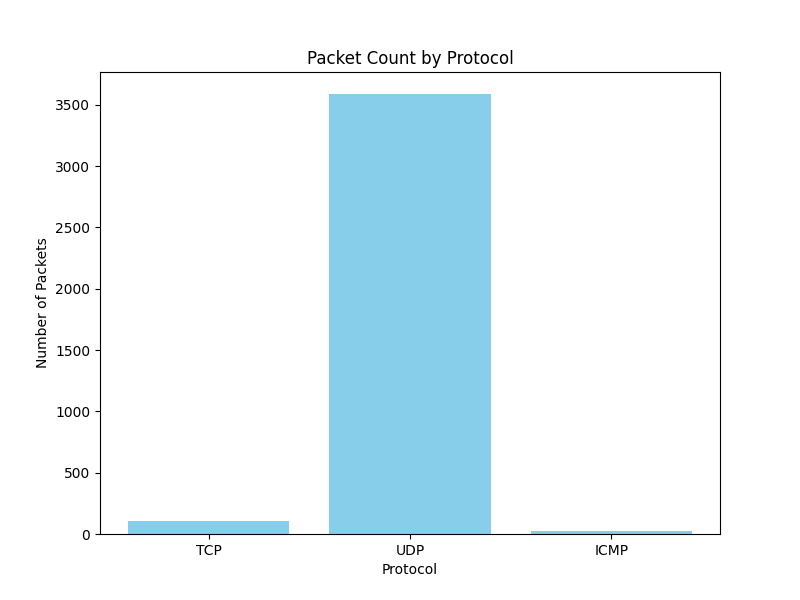 Packet Count by Protocol
3500
3000
2500
2000
1500
1000
500
0
Number of Packets
TCP
UDP
ICMP
Protocol